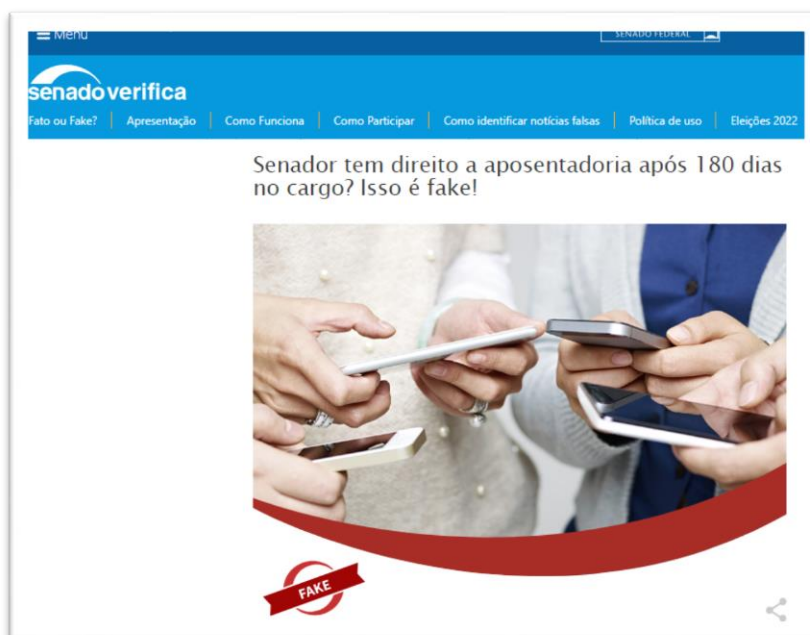 Menu
SENADO FEDERAL
senadoverifica
Fato ou Fake? Apresentação Como Funciona Como Participar Como identificar notícias falsas Política de uso Eleições 2022
Senador tem direito a aposentadoria após 180 dias
no cargo? Isso é fake!
FAKE